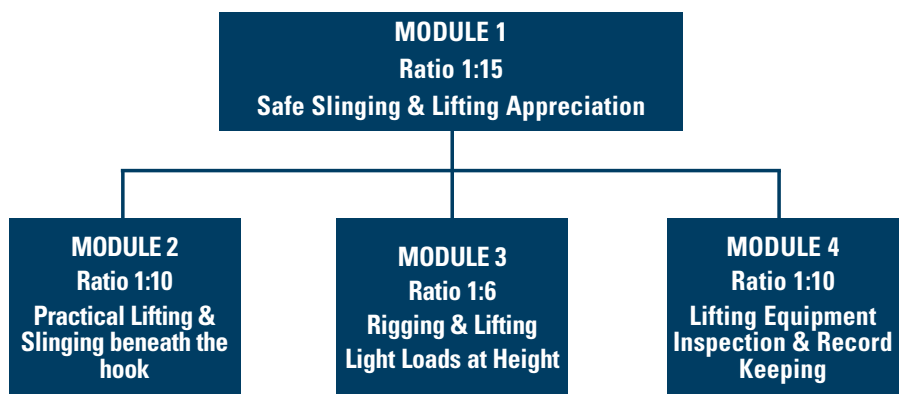 MODULE 1
Ratio 1:15
Safe Slinging & Lifting Appreciation
MODULE 2
Ratio 1:10
Practical Lifting &
Slinging beneath the
hook
MODULE 3
Ratio 1:6
Rigging & Lifting
Light Loads at Height
MODULE 4
Ratio 1:10
Lifting Equipment
Inspection & Record
Keeping